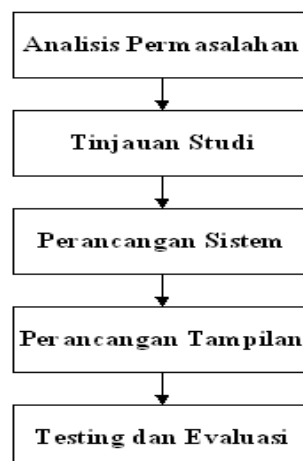 Analisis Permasalahan
Tinjauan Studi
Perancangan Sistem
Perancangan Tampilan
Testing dan Evaluasi